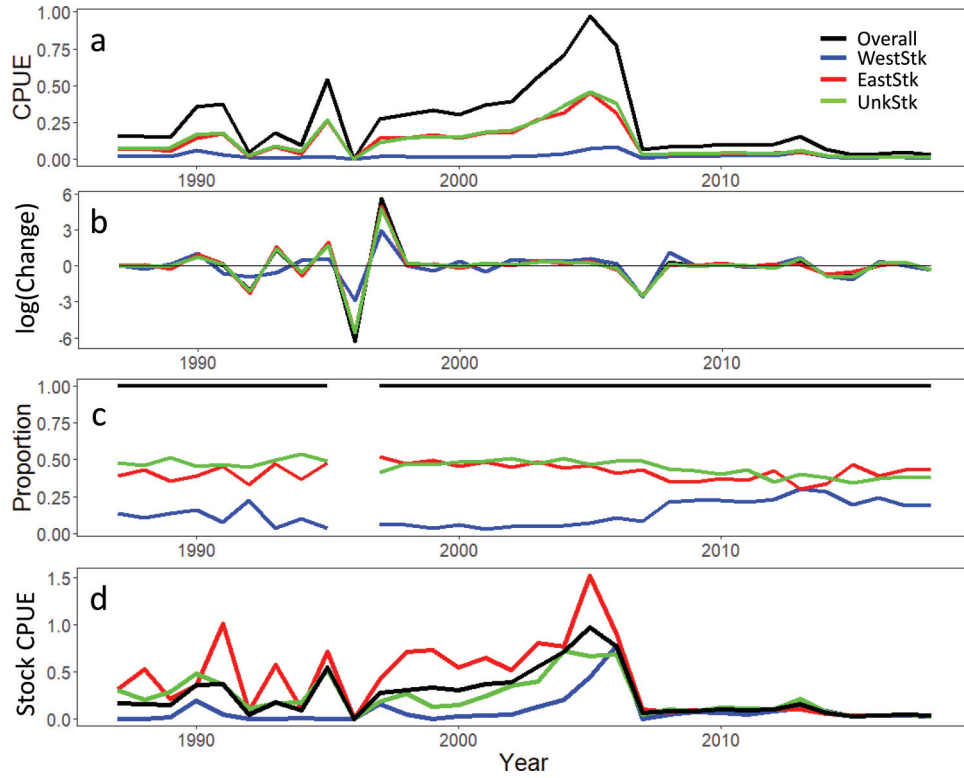 a
CPUE
1.00
0.75
0.50
0.25
0.00
Overall
WestStk
EastStk
UnkStk
1990
2000
2010
b
log(Change)
6
3
0
-3
-6
1990
2000
2010
c
Proportion
1.00
0.75
0.50
0.25
0.00
1990
2000
2010
d
Stock CPUE
1.5
1.0
0.5
0.0
1990
2000
2010
Year